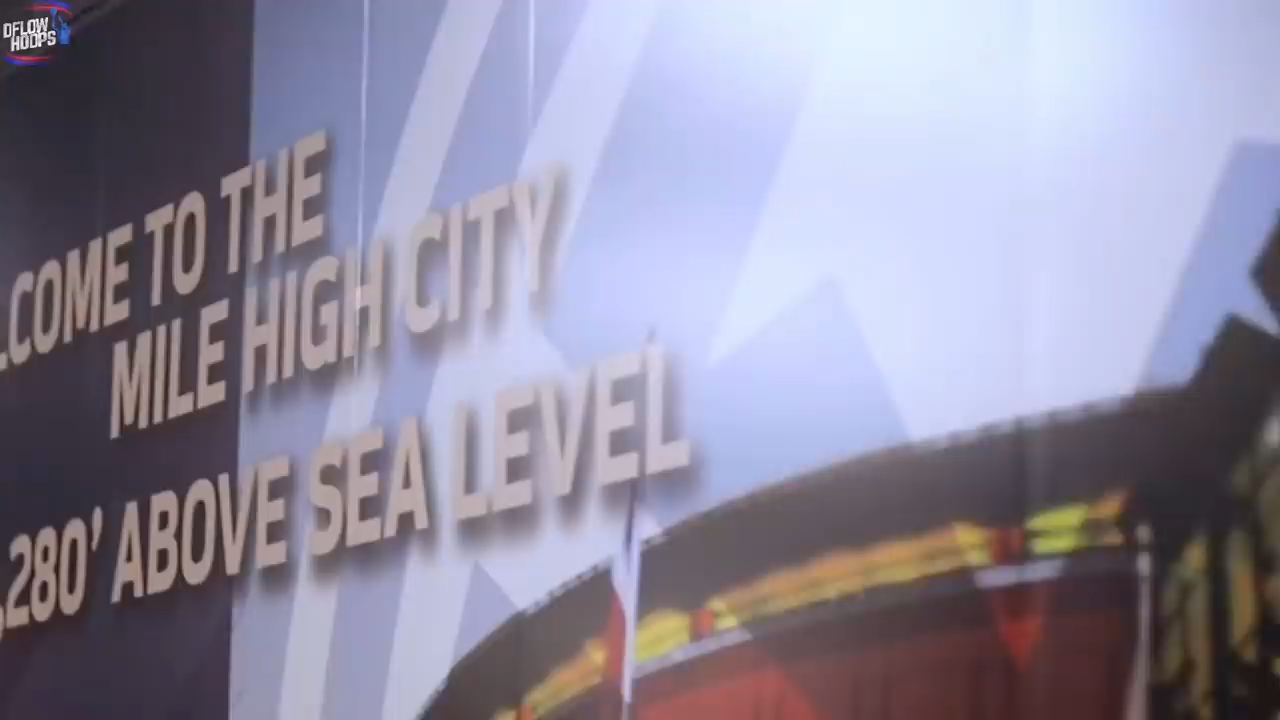 DFLOW
HOOPS
LCOME TO THE
MILE HIGH CITY
,280' ABOVE SEA LEVEL